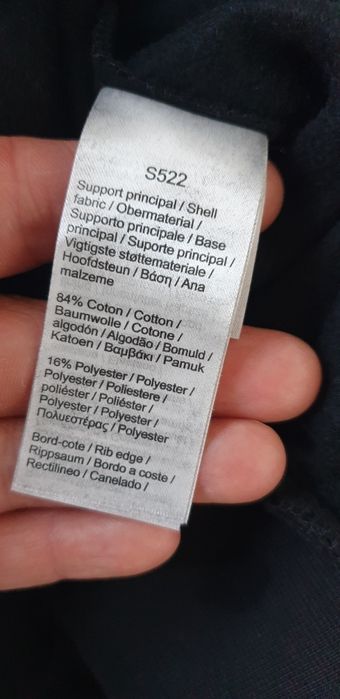 S522
Support principal / Shell
fabric / Obermaterial /
Supporto principale / Base
principal / Suporte principal /
Vigtigste støttemateriale /
Hoofdsteun / Βάση / Ana
malzeme
84% Coton / Cotton /
Baumwolle / Cotone /
algodón / Algodão / Bomuld /
Katoen / Βαμβάκι / Pamuk
16% Polyester / Polyester /
Polyester / Poliestere /
poliéster / Poliéster /
Polyester / Polyester /
Πολυεστέρας / Polyester
Bord-cote / Rib edge /
Rippsaum / Bordo a coste /
Rectilineo / Canelado /